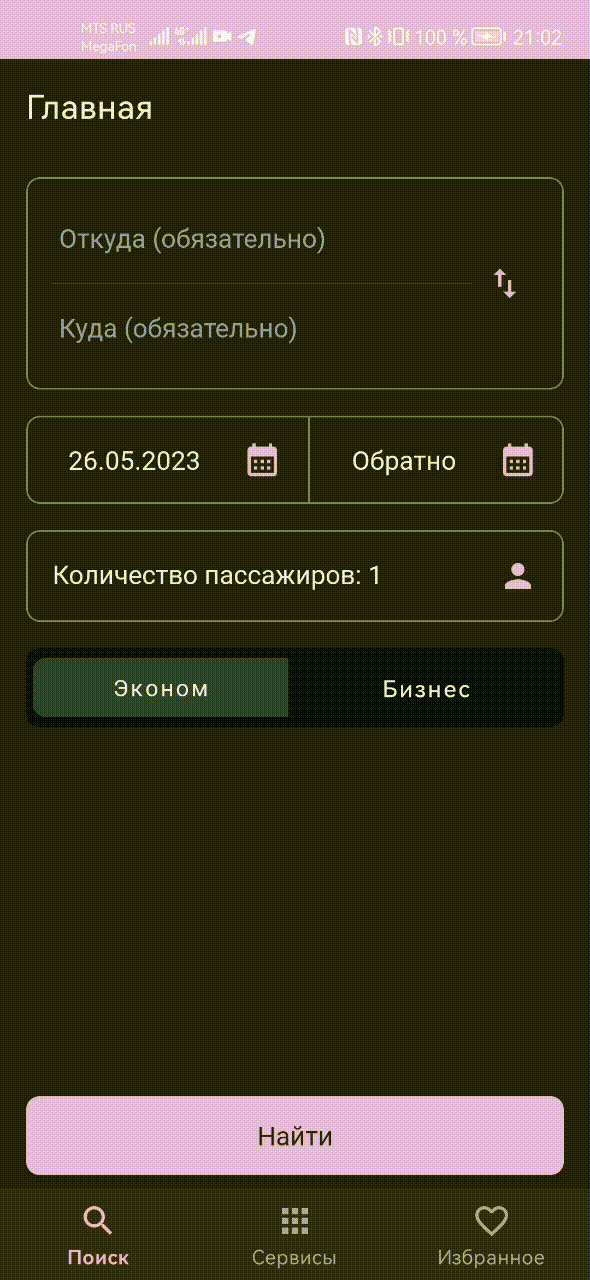 MTS RUS
MegaFon
4G
100 %
21:02
Главная
Откуда (обязательно)
Куда (обязательно)
26.05.2023
Обратно
Количество пассажиров: 1
Эконом
Бизнес
Найти
Поиск
Сервисы
Избранное